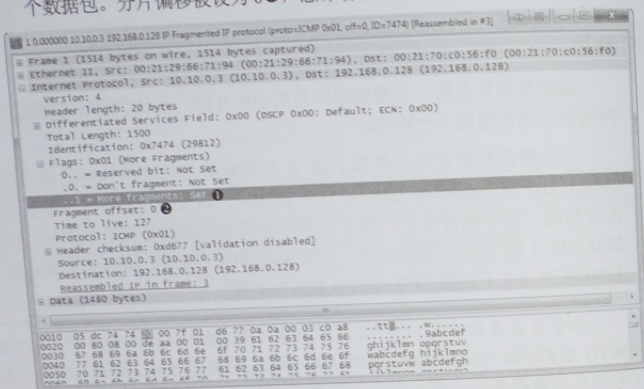 个数据包。分片偏移被设为
1 0.000000 10.10.0.3 192.168.0.128 IP Fragmented IP protocol (proto=ICMP 0x01, off=0, ID=7474) [Reassembled in #3]
Frame 1 (1514 bytes on wire, 1514 bytes captured)
Ethernet II, Src: 00:21:29:66:71:94 (00:21:29:66:71:94), Dst: 00:21:70:c0:56:f0 (00:21:70:c0:56:f0)
Internet Protocol, Src: 10.10.0.3 (10.10.0.3), Dst: 192.168.0.128 (192.168.0.128)
Version: 4
Header length: 20 bytes
Differentiated Services Field: 0x00 (DSCP 0x00: Default; ECN: 0x00)
Total Length: 1500
Identification: 0x7474 (29812)
Flags: 0x01 (More Fragments)
0.. = Reserved bit: Not Set
.0. = Don't fragment: Not Set
..1 = More fragments: Set ❶
Fragment offset: 0 ❷
Time to live: 127
Protocol: ICMP (0x01)
Header checksum: 0xd677 [validation disabled]
Source: 10.10.0.3 (10.10.0.3)
Destination: 192.168.0.128 (192.168.0.128)
Reassembled IP in frame: 3
Data (1480 bytes)
0010 05 dc 74 74 00 7f 01 d6 77 0a 0a 00 03 c0 a8 ..tt. .. .w......
0020 00 80 08 00 de aa 00 01 00 39 61 62 63 64 65 66 .9abcdef
0030 67 68 69 6a 6b 6c 6d 6e 6f 70 71 72 73 74 75 76 ghijklmn opqrstuv
0040 77 61 62 63 64 65 66 67 68 69 6a 6b 6c 6d 6e 6f wabcdefg hijklmno
0050 70 71 72 73 74 75 76 77 61 62 63 64 65 66 67 68 pqrstuvw abcdefgh